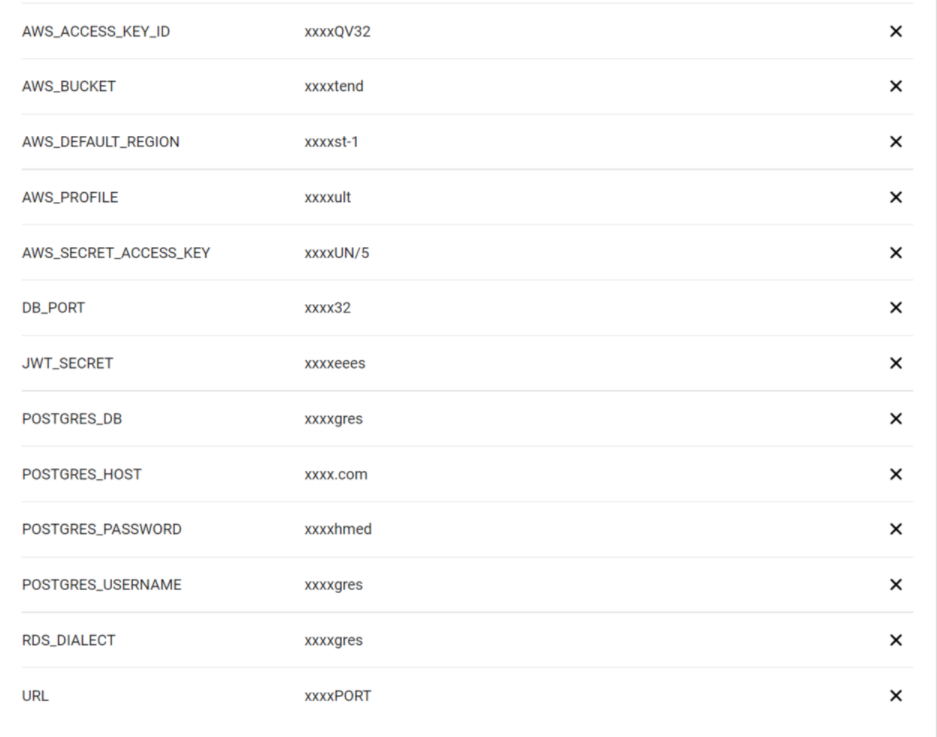 AWS_ACCESS_KEY_ID xxxxQV32
AWS_BUCKET xxxxtend
AWS_DEFAULT_REGION xxxxst-1
AWS_PROFILE xxxxult
AWS_SECRET_ACCESS_KEY xxxxUN/5
DB_PORT xxxx32
JWT_SECRET xxxxeees
POSTGRES_DB xxxxgres
POSTGRES_HOST xxxx.com
POSTGRES_PASSWORD xxxxhmed
POSTGRES_USERNAME xxxxgres
RDS_DIALECT xxxxgres
URL xxxxPORT